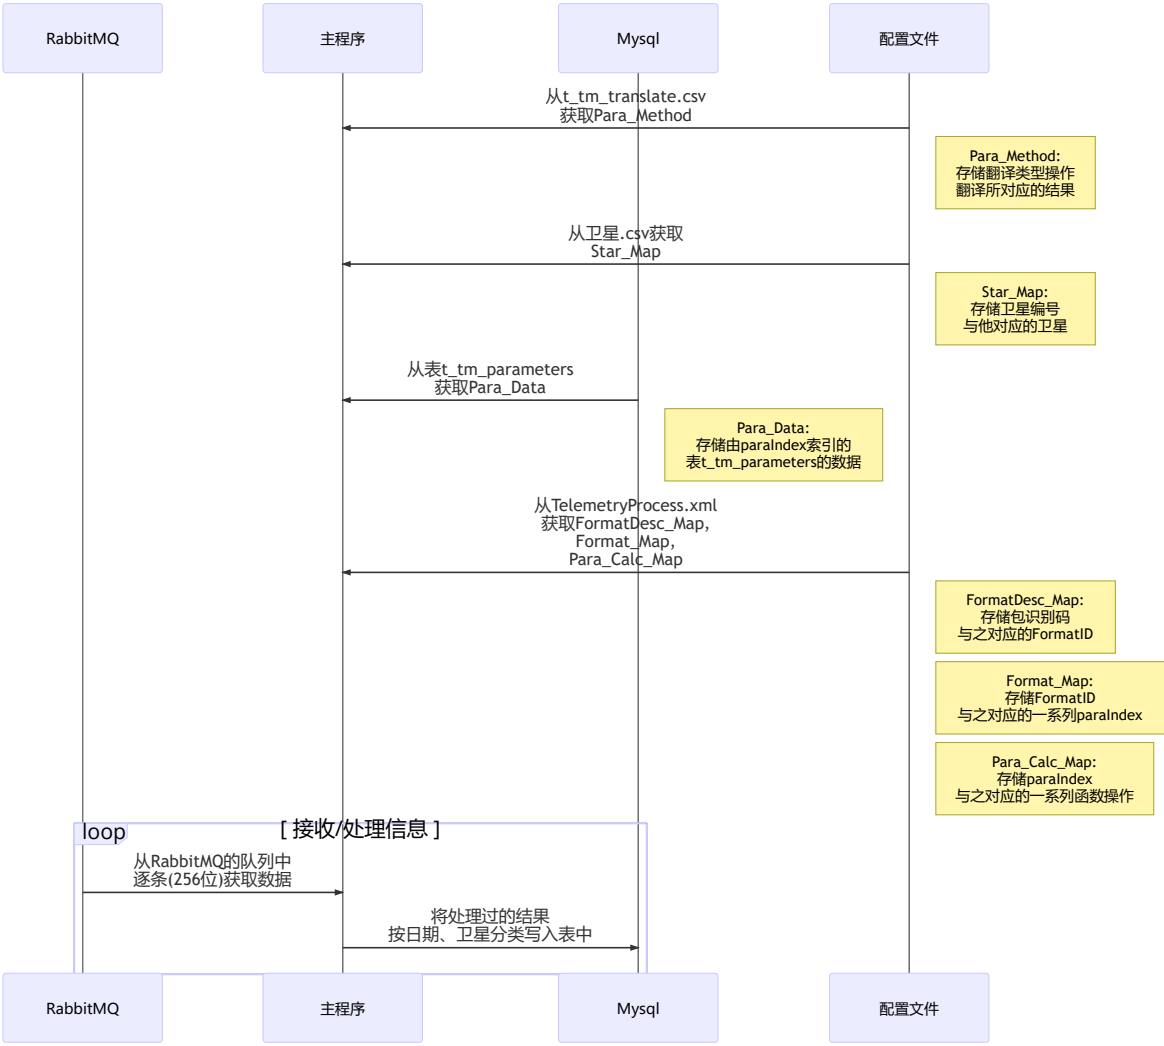 RabbitMQ
主程序
Mysql
配置文件
从t_tm_translate.csv
获取Para_Method
Para_Method:
存储翻译类型操作
翻译所对应的结果
从卫星.csv获取
Star_Map
Star_Map:
存储卫星编号
与他对应的卫星
从表t_tm_parameters
获取Para_Data
Para_Data:
存储由paraIndex索引的
表t_tm_parameters的数据
从TelemetryProcess.xml
获取FormatDesc_Map,
Format_Map,
Para_Calc_Map
FormatDesc_Map:
存储包识别码
与之对应的FormatID
Format_Map:
存储FormatID
与之对应的一系列paraIndex
Para_Calc_Map:
存储paraIndex
与之对应的一系列函数操作
loop
[ 接收/处理信息 ]
从RabbitMQ的队列中
逐条(256位)获取数据
将处理过的结果
按日期、卫星分类写入表中
RabbitMQ
主程序
Mysql
配置文件